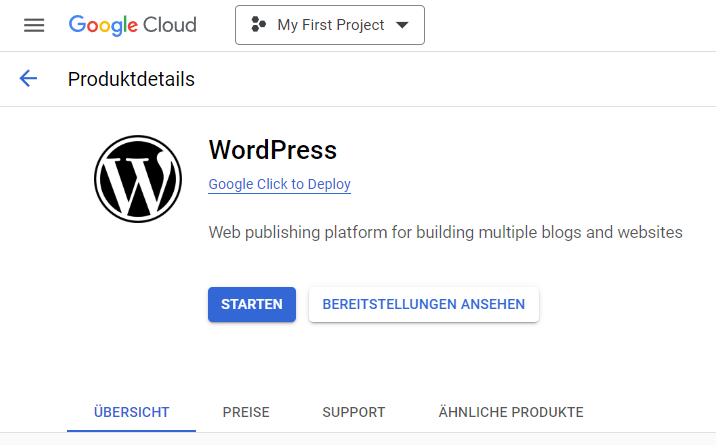 Google Cloud
My First Project
Produktdetails
WordPress
Google Click to Deploy
Web publishing platform for building multiple blogs and websites
STARTEN
BEREITSTELLUNGEN ANSEHEN
ÜBERSICHT
PREISE
SUPPORT
ÄHNLICHE PRODUKTE